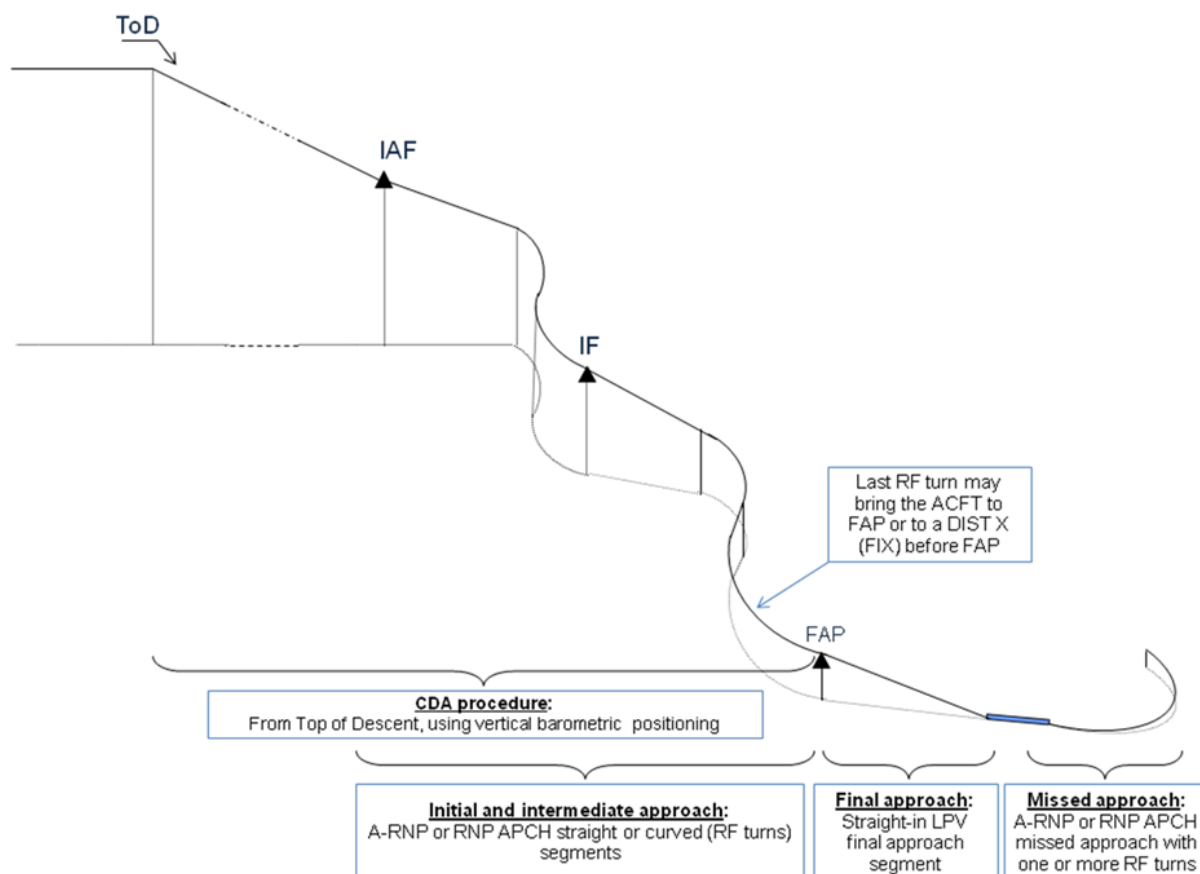 ToD
IAF
IF
Last RF turn may
bring the ACFT to
FAP or to a DIST X
(FIX) before FAP
FAP
CDA procedure:
From Top of Descent, using vertical barometric positioning
Initial and intermediate approach:
A-RNP or RNP APCH straight or curved (RF turns)
segments
Final approach:
Straight-in LPV
final approach
segment
Missed approach:
A-RNP or RNP APCH
missed approach with
one or more RF turns